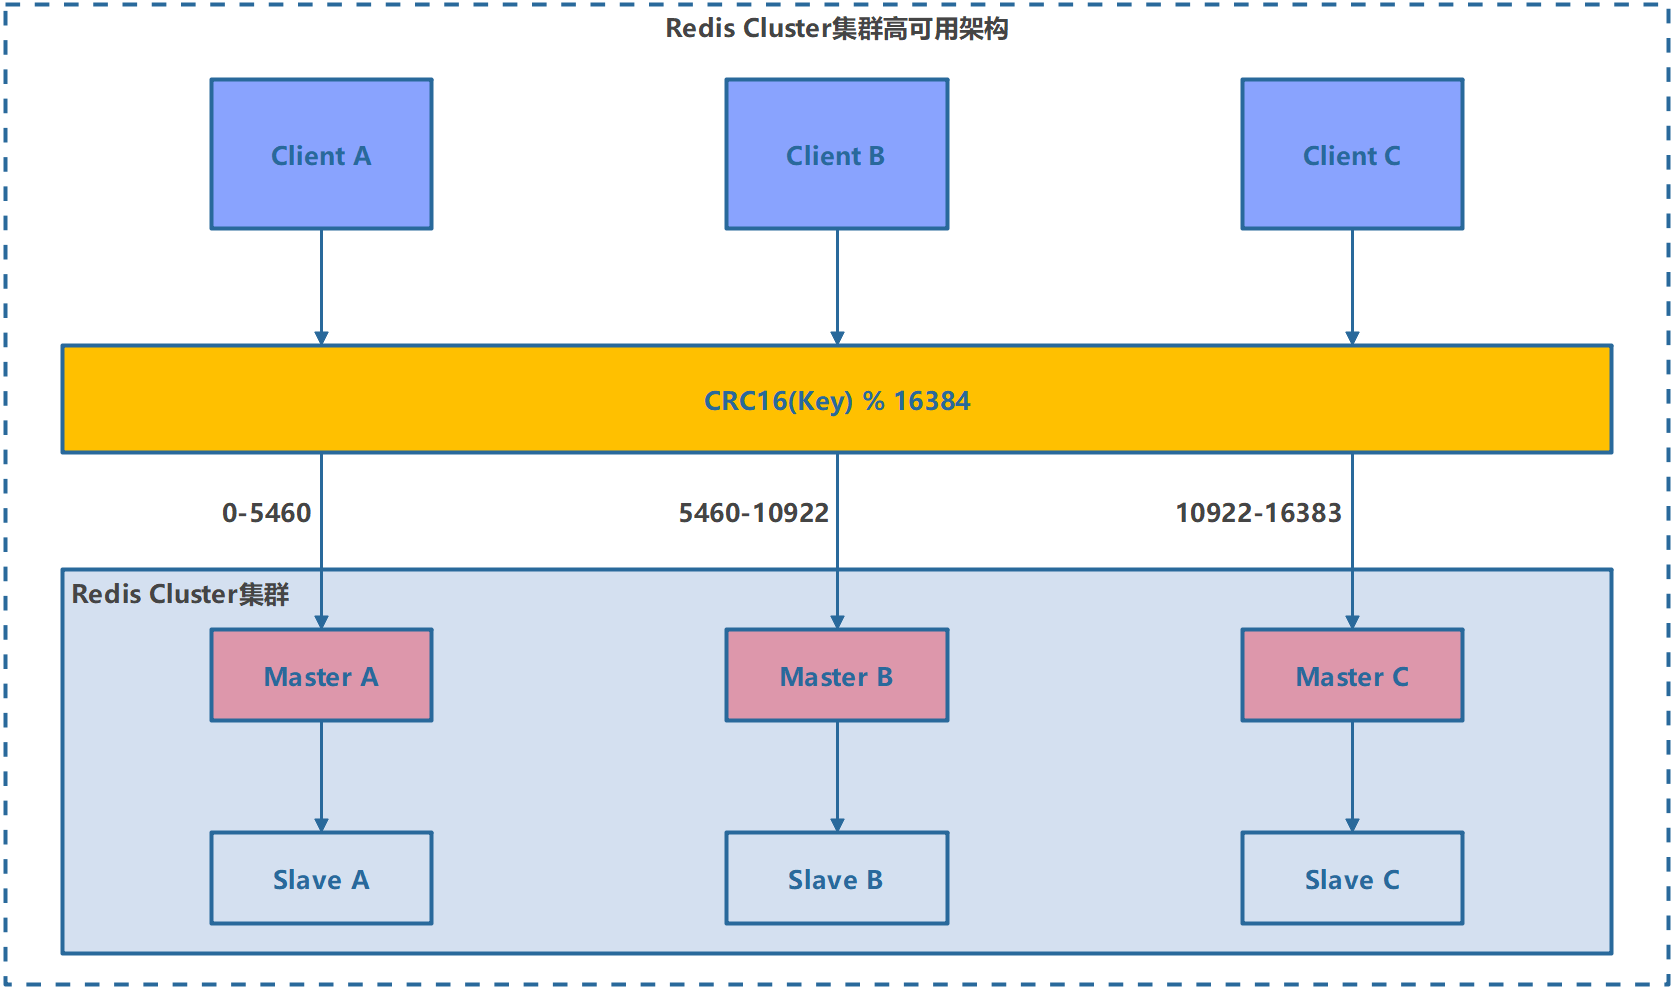 Redis Cluster集群高可用架构
Client A
Client B
Client C
CRC16(Key) % 16384
0-5460
5460-10922
10922-16383
Redis Cluster集群
Master A
Master B
Master C
Slave A
Slave B
Slave C